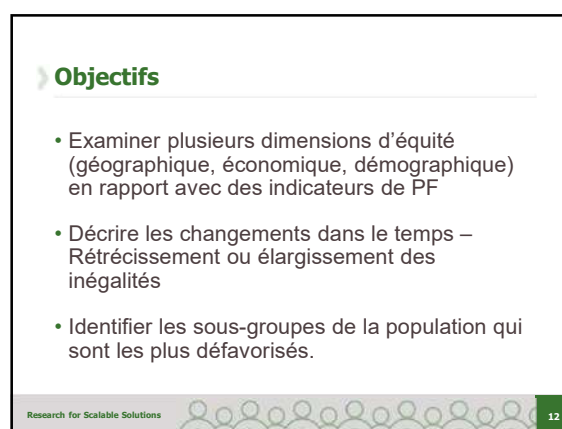 Objectifs
• Examiner plusieurs dimensions d’équité
(géographique, économique, démographique)
en rapport avec des indicateurs de PF
• Décrire les changements dans le temps –
Rétrécissement ou élargissement des
inégalités
• Identifier les sous-groupes de la population qui
sont les plus défavorisés.
Research for Scalable Solutions
12